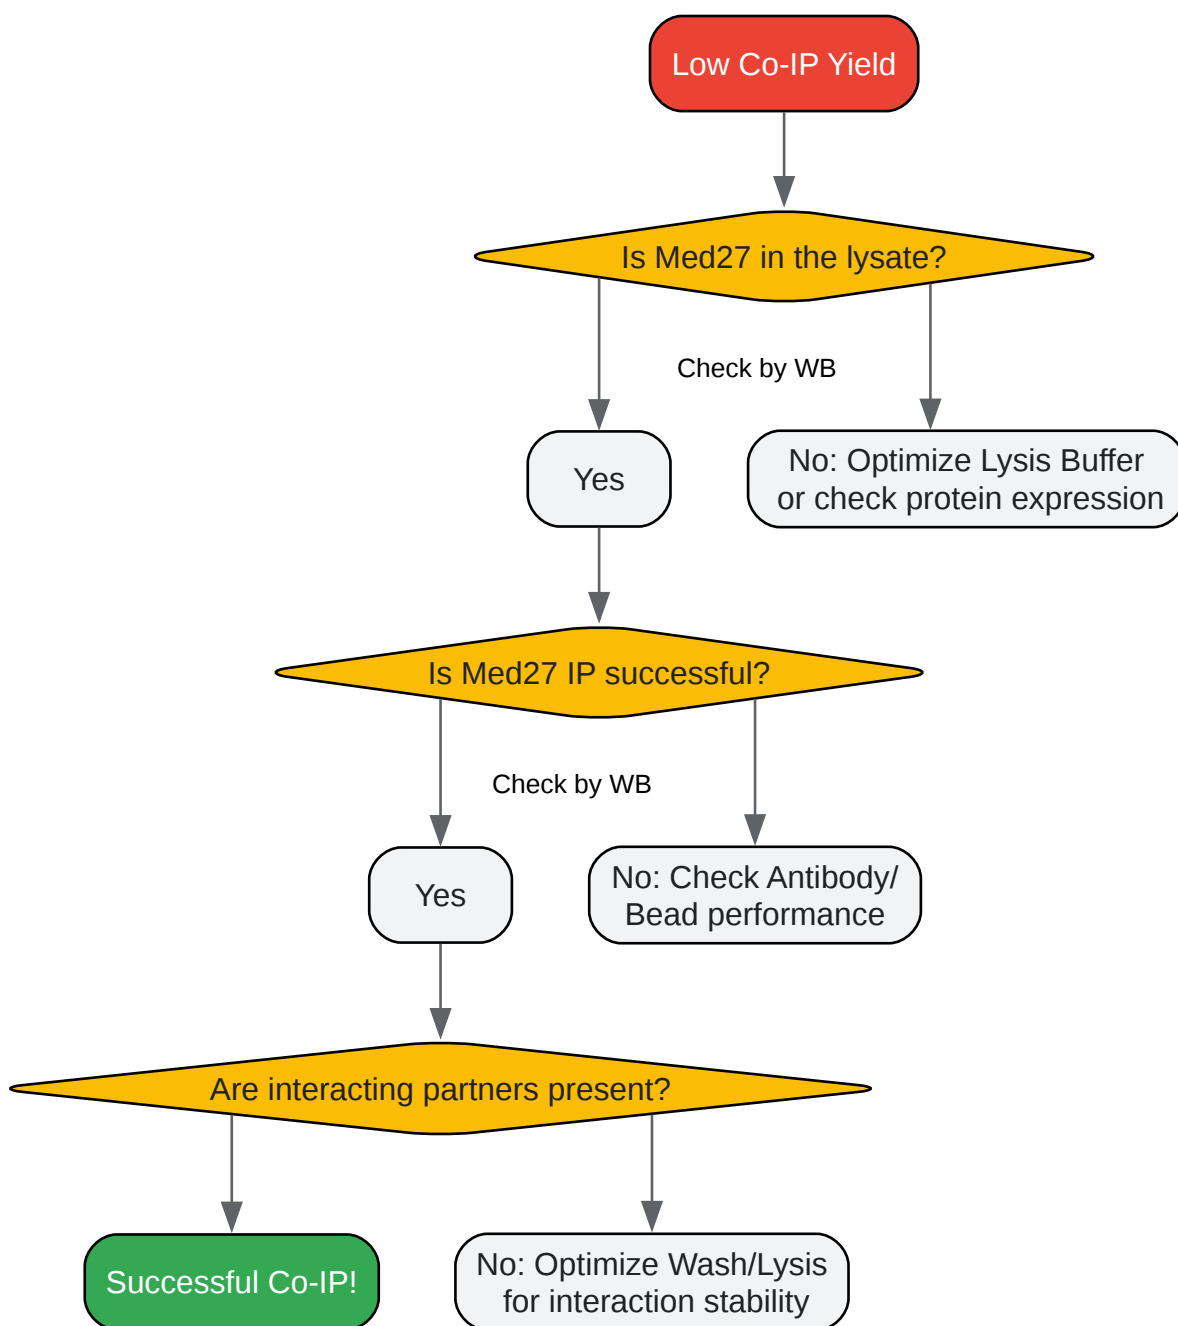 Low Co-IP Yield
Is Med27 in the lysate?
Check by WB
Yes
No: Optimize Lysis Buffer
or check protein expression
Is Med27 IP successful?
Check by WB
Yes
No: Check Antibody/
Bead performance
Are interacting partners present?
Successful Co-IP!
No: Optimize Wash/Lysis
for interaction stability